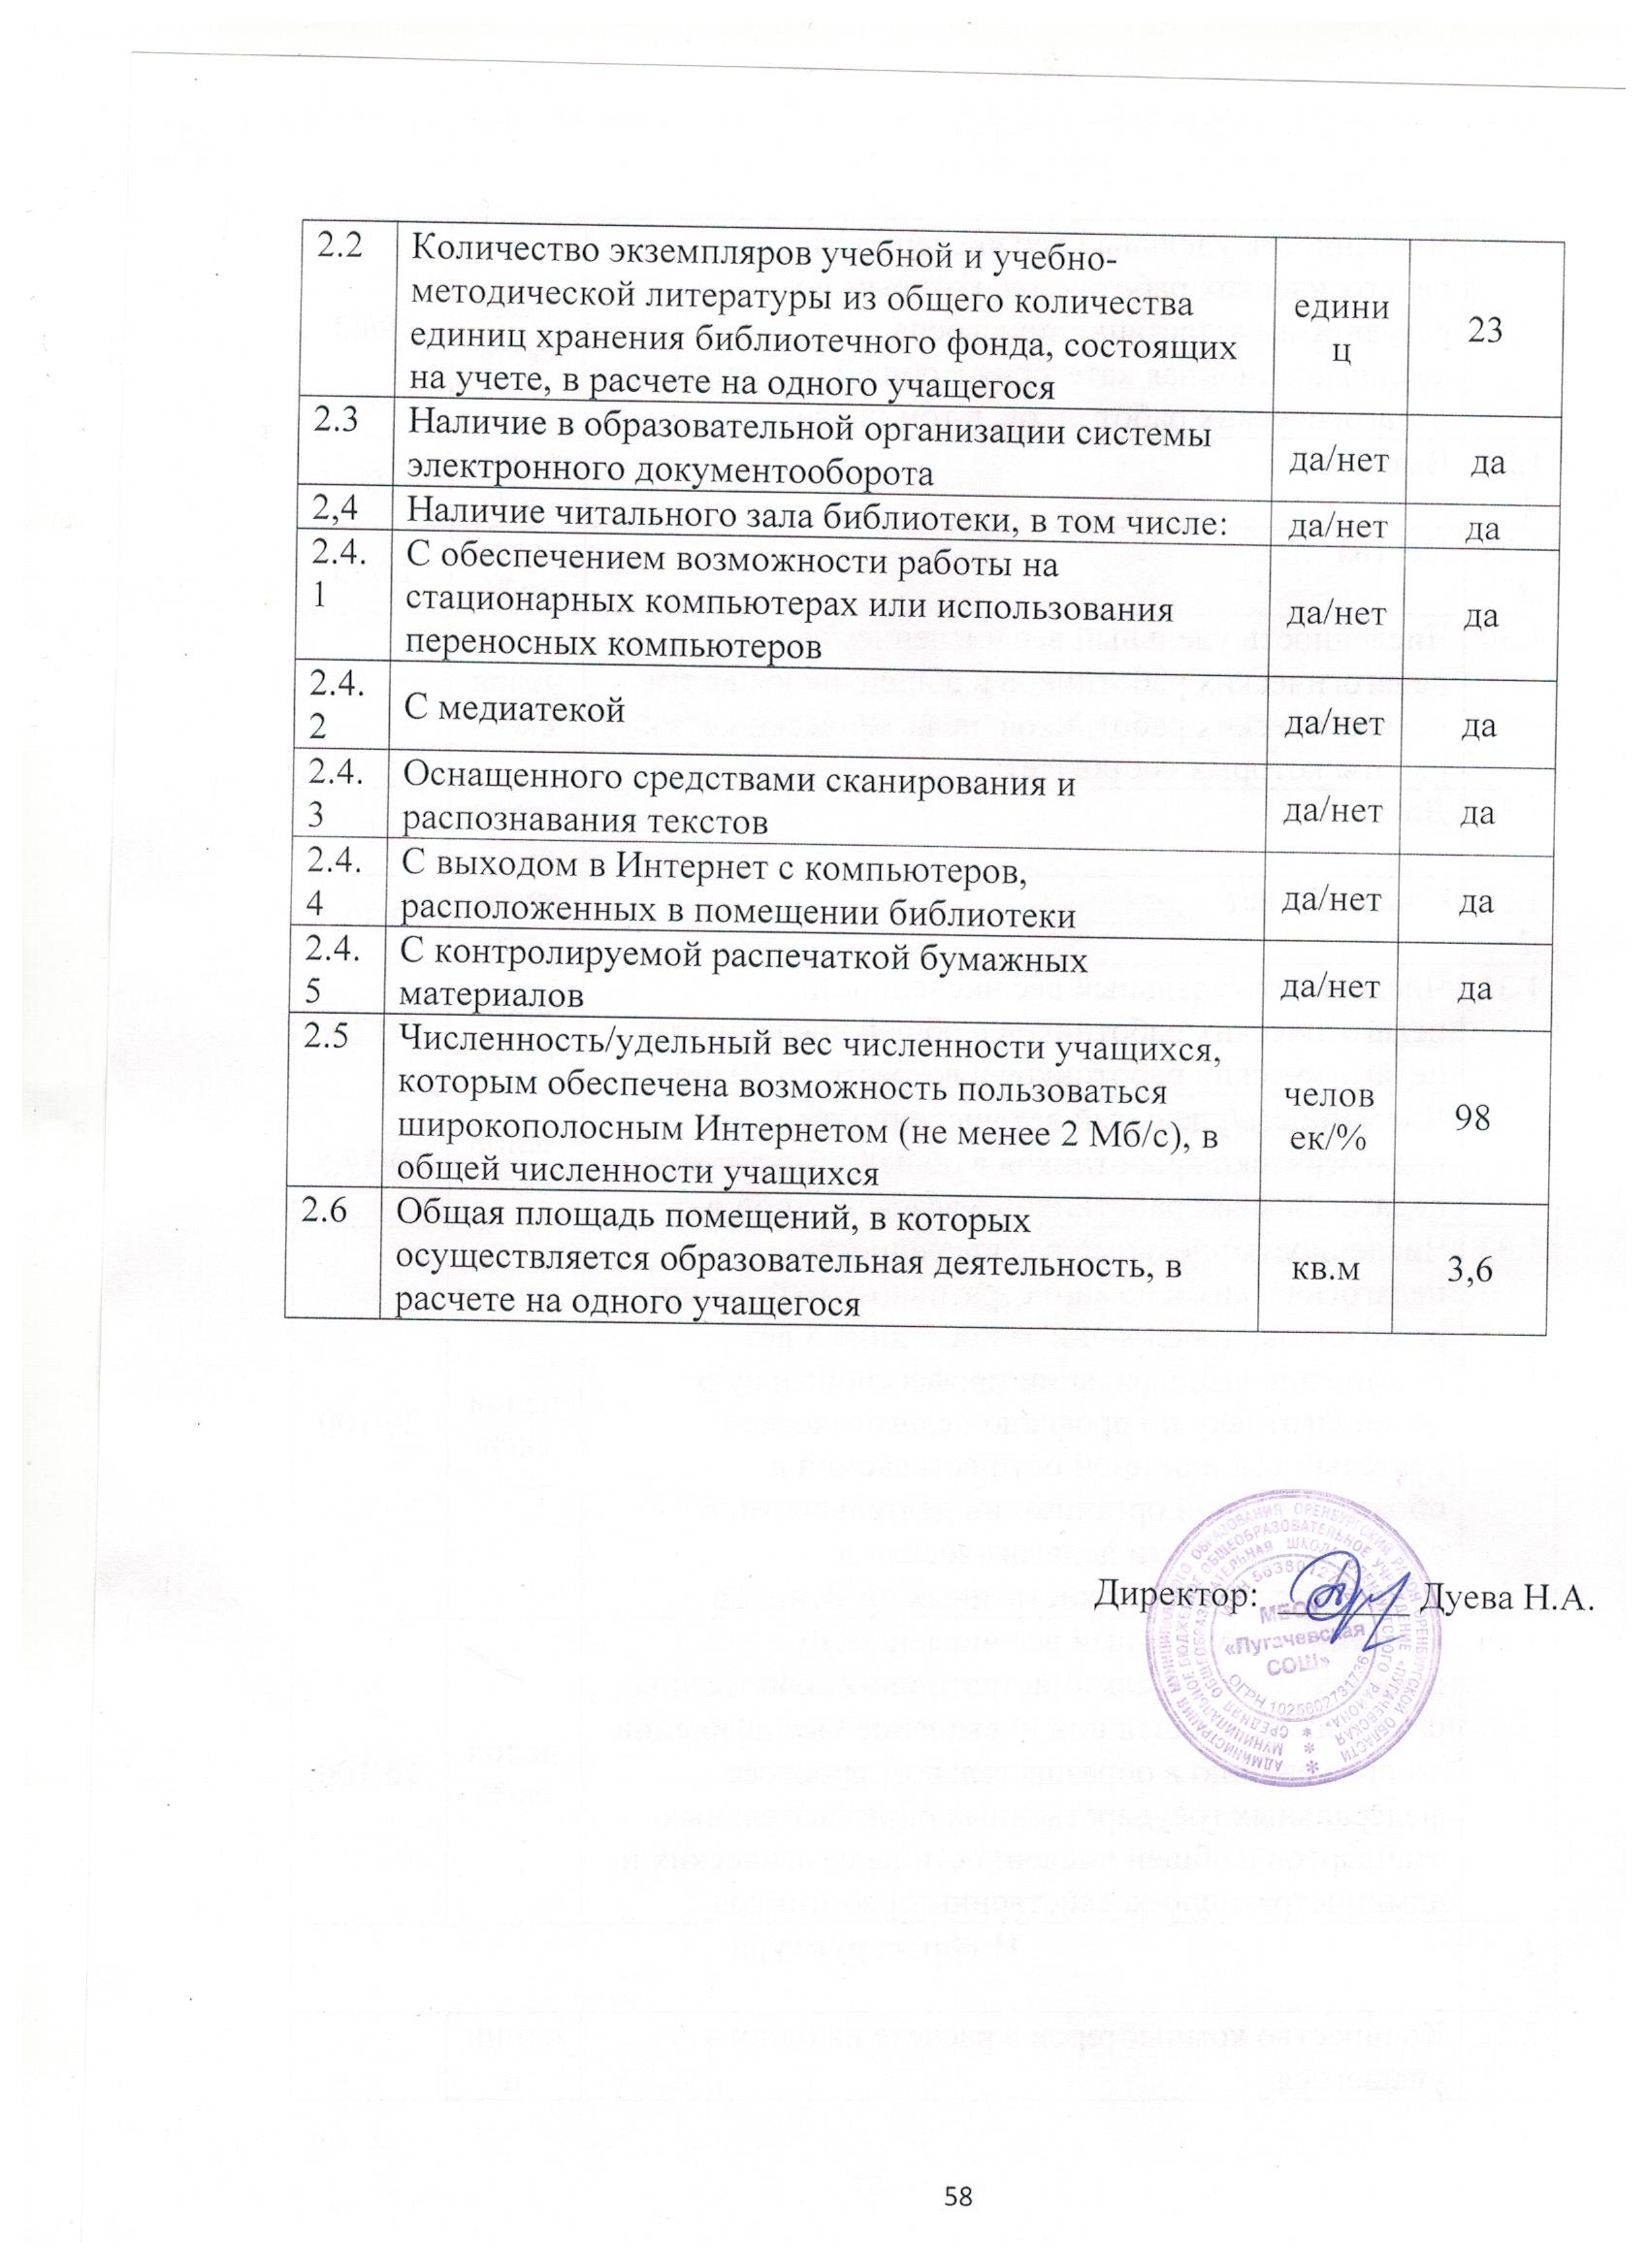 2.2 Количество экземпляров учебной и учебно-
методической литературы из общего количества
единиц хранения библиотечного фонда, состоящих
на учете, в расчете на одного учащегося
едини
ц
23
2.3 Наличие в образовательной организации системы
электронного документооборота
да/нет
да
2,4 Наличие читального зала библиотеки, в том числе: да/нет да
2.4.
1
С обеспечением возможности работы на
стационарных компьютерах или использования
переносных компьютеров
да/нет
да
2.4.
2
С медиатекой
да/нет
да
2.4.
3
Оснащенного средствами сканирования и
распознавания текстов
да/нет
да
2.4.
4
С выходом в Интернет с компьютеров,
расположенных в помещении библиотеки
да/нет
да
2.4.
5
С контролируемой распечаткой бумажных
материалов
да/нет
да
2.5 Численность/удельный вес численности учащихся,
которым обеспечена возможность пользоваться
широкополосным Интернетом (не менее 2 Мб/с), в
общей численности учащихся
челов
ек/%
98
2.6 Общая площадь помещений, в которых
осуществляется образовательная деятельность, в
расчете на одного учащегося
кв.м
3,6
Директор: Дуева Н.А.
«Пугачевская
СОШ»
ОГРН 1025602731736
58